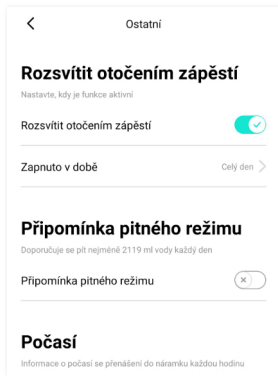 Ostatní
Rozsvítit otočením zápěstí
Nastavte, kdy je funkce aktivní
Rozsvítit otočením zápěstí
Zapnuto v době
Celý den
Připomínka pitného režimu
Doporučuje se pít nejméně 2119 ml vody každý den
Připomínka pitného režimu
Počasí
Informace o počasí se přenášení do náramku každou hodinu